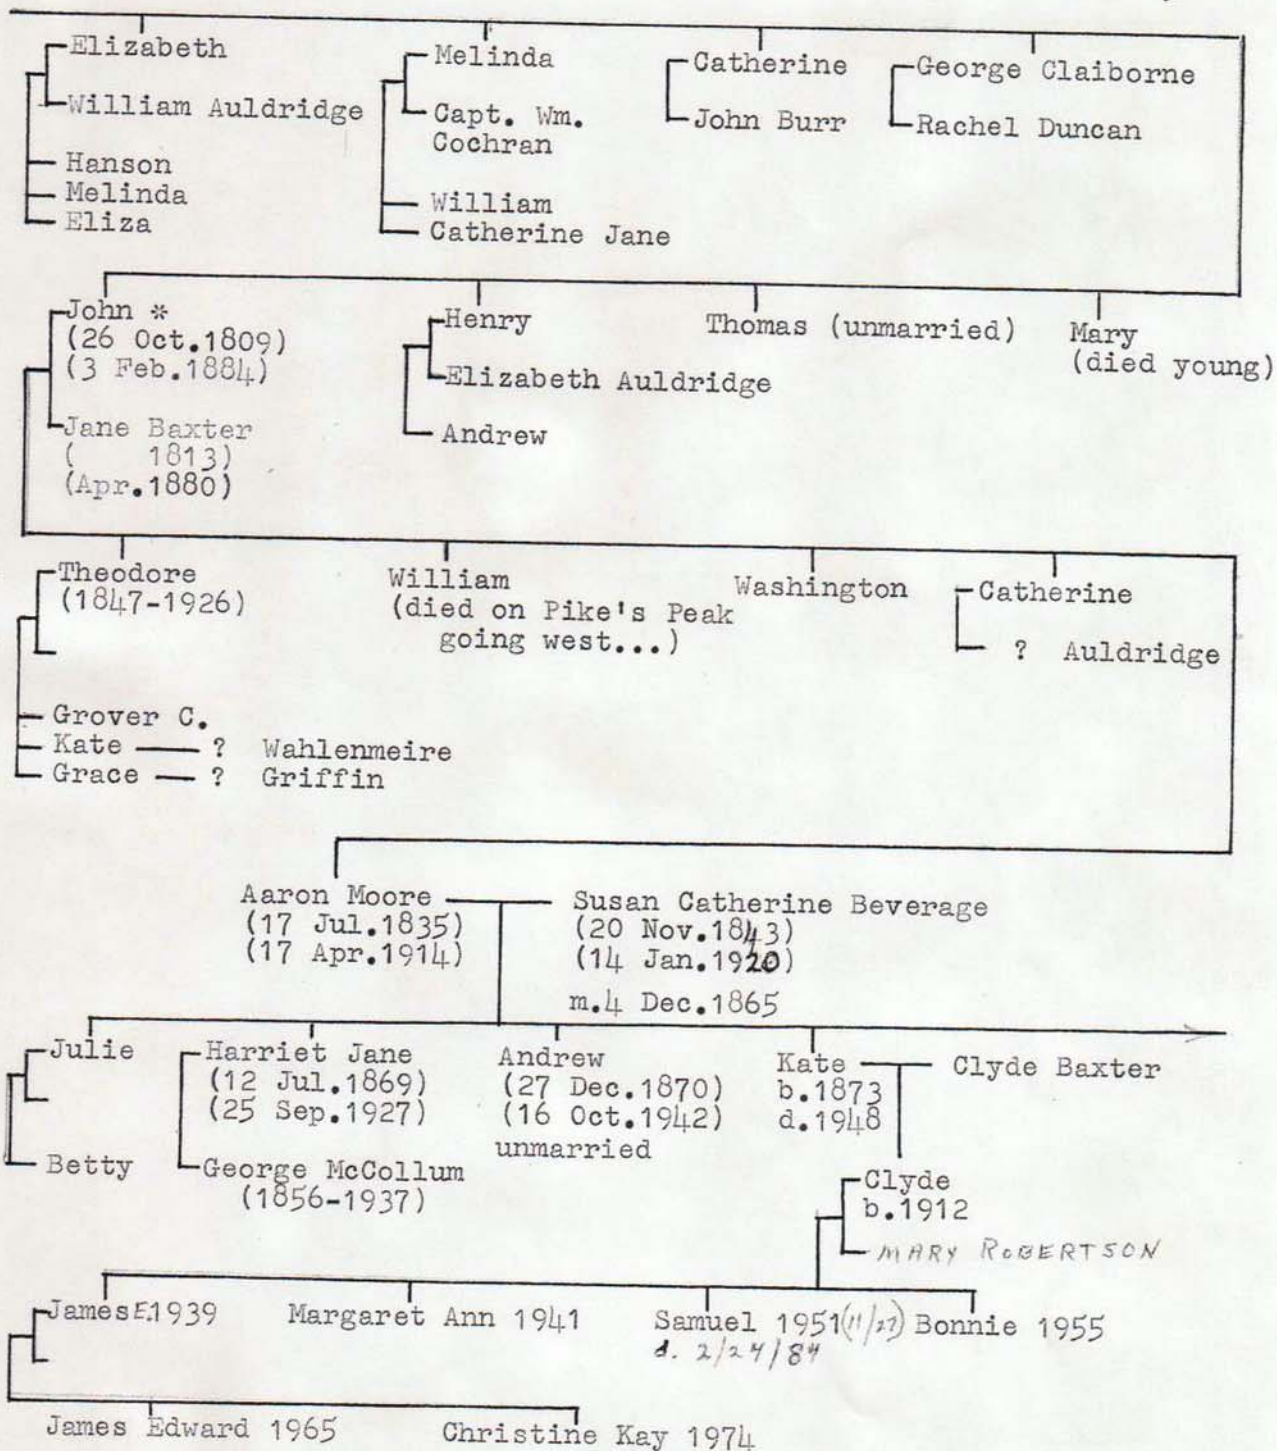 Elizabeth
William Auldridge
Hanson
Melinda
Eliza
Melinda
Capt. Wm.
Cochran
William
Catherine Jane
Catherine
John Burr
George Claiborne
Rachel Duncan
John *
(26 Oct.1809)
(3 Feb.1884)
Jane Baxter
( 1813)
(Apr.1880)
Henry
Elizabeth Auldridge
Andrew
Thomas (unmarried)
Mary
(died young)
Theodore
(1847-1926)
Grover C.
Kate — ? Wahlenmeire
Grace — ? Griffin
William
(died on Pike's Peak
going west...)
Washington
Catherine
? Auldridge
Aaron Moore
(17 Jul.1835)
(17 Apr.1914)
Susan Catherine Beverage
(20 Nov.1843)
(14 Jan.1920)
m.4 Dec.1865
Julie
Betty
Harriet Jane
(12 Jul.1869)
(25 Sep.1927)
George McCollum
(1856-1937)
Andrew
(27 Dec.1870)
(16 Oct.1942)
unmarried
Kate
b.1873
d.1948
Clyde Baxter
Clyde
b.1912
MARY ROBERTSON
James E.1939
Margaret Ann 1941
Samuel 1951(11/27)
d. 2/24/84
Bonnie 1955
James Edward 1965
Christine Kay 1974